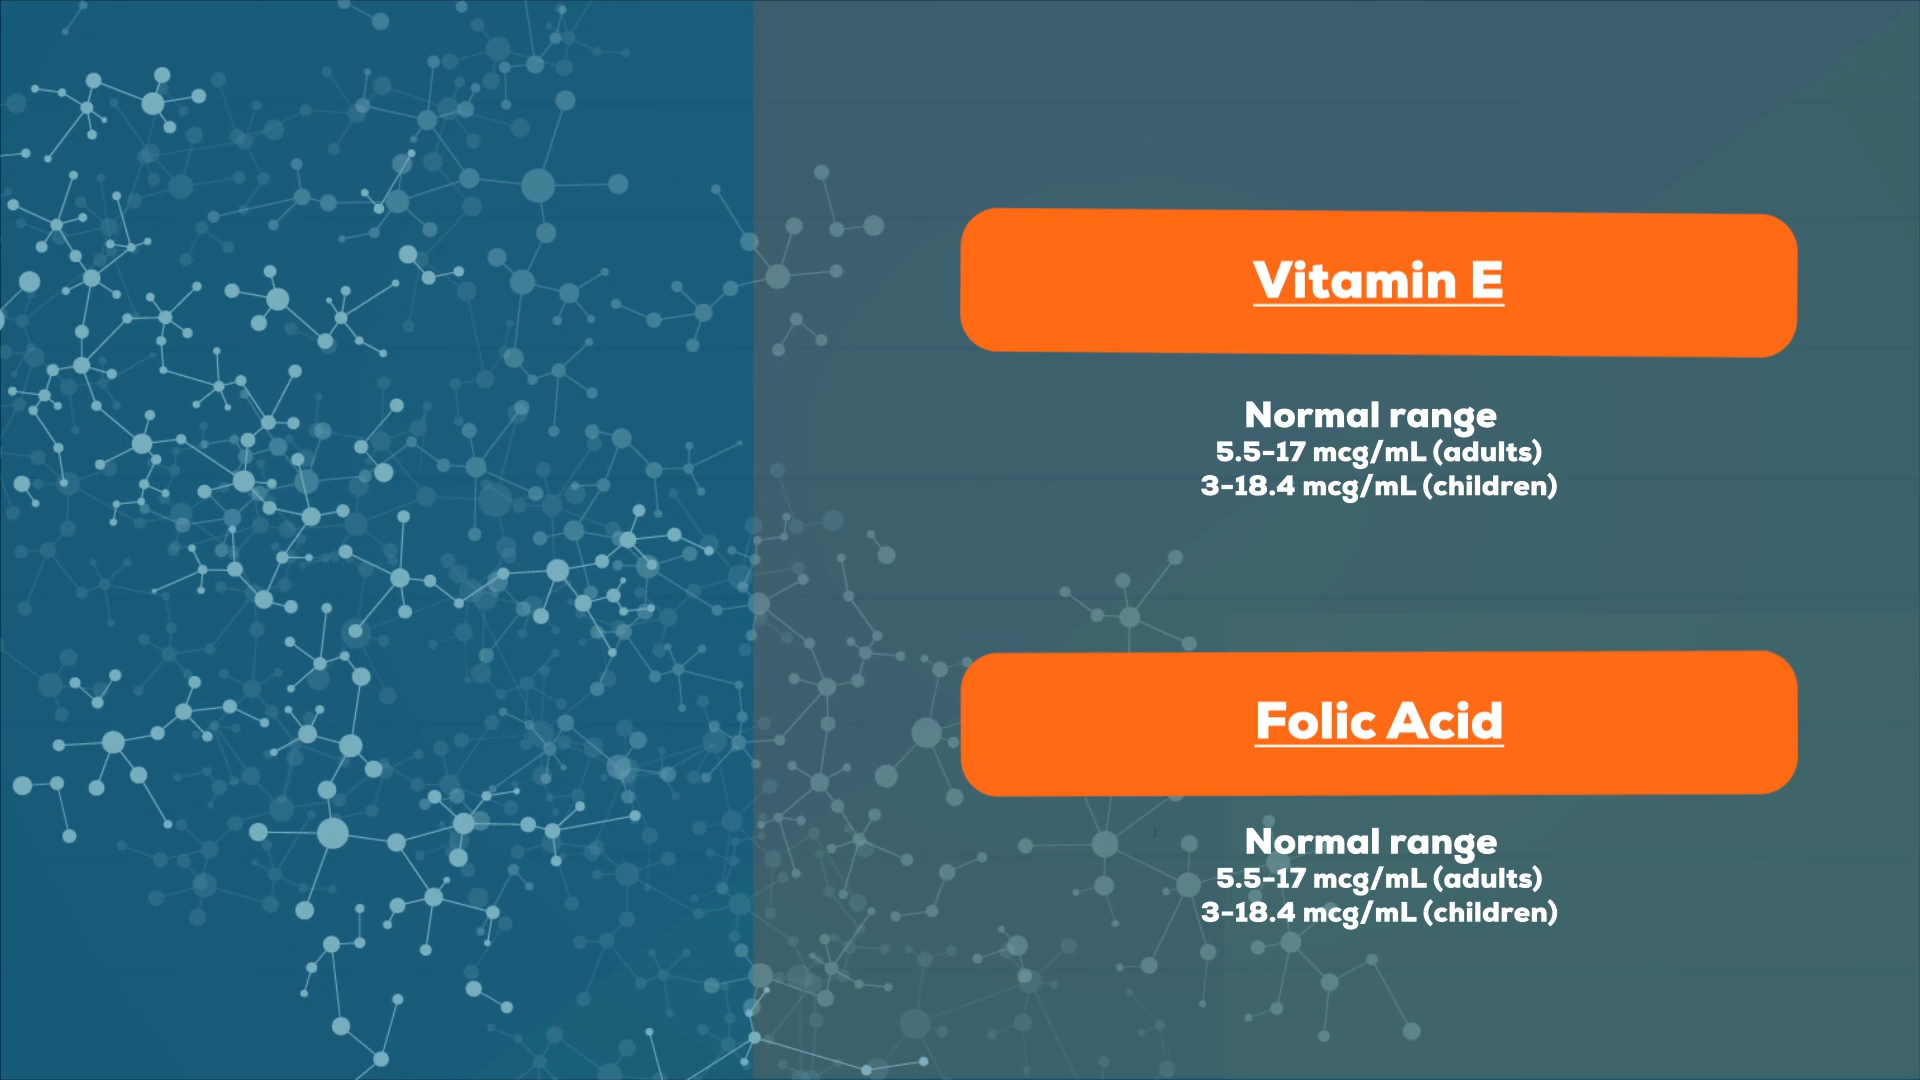 Vitamin E
Normal range
5.5-17 mcg/mL (adults)
3-18.4 mcg/mL (children)
Folic Acid
Normal range
5.5-17 mcg/mL (adults)
3-18.4 mcg/mL (children)